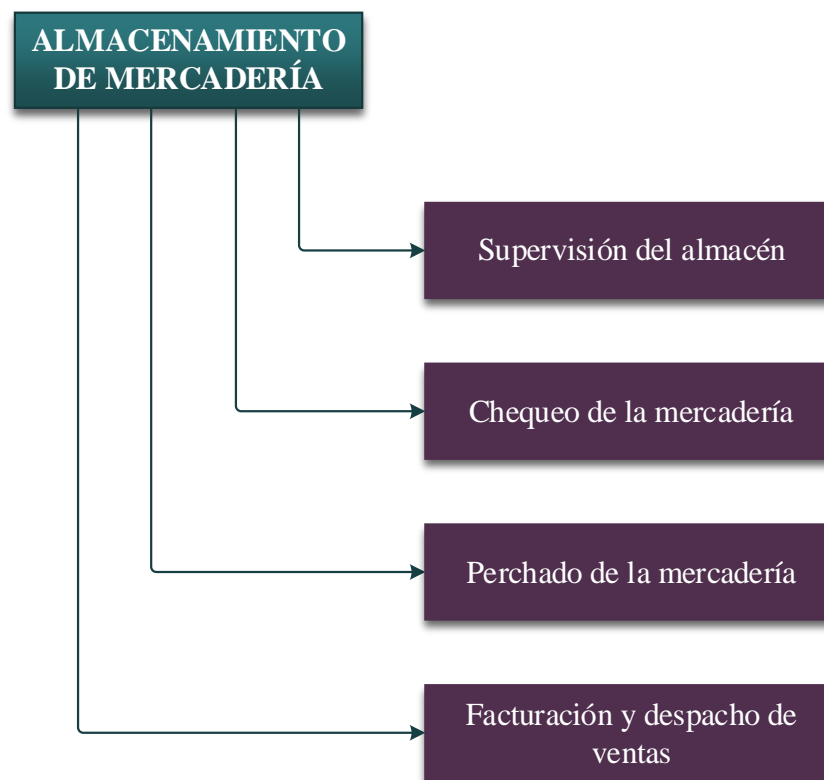 ALMACENAMIENTO
DE MERCADERÍA
Supervisión del almacén
Chequeo de la mercadería
Perchado de la mercadería
Facturación y despacho de
ventas